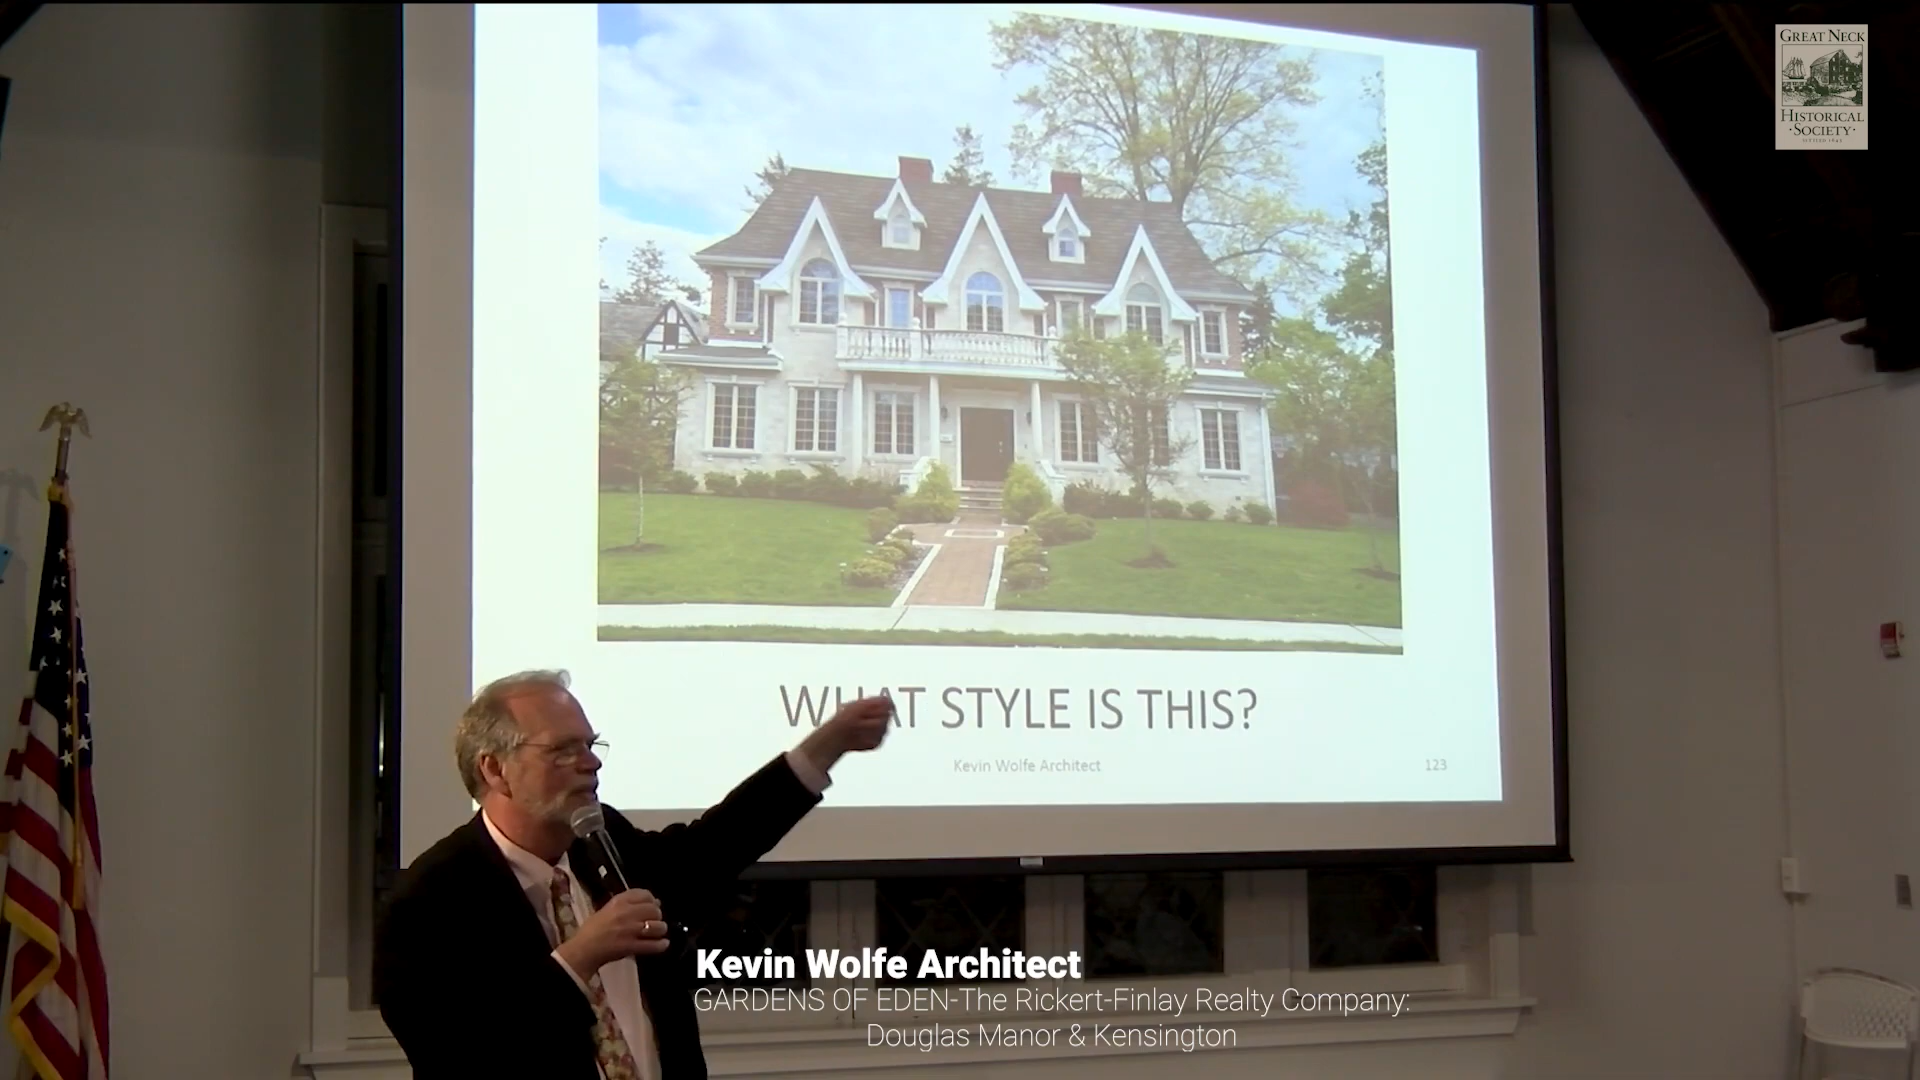 GREAT NECK
HISTORICAL
·SOCIETY·
WHAT STYLE IS THIS?
Kevin Wolfe Architect
123
Kevin Wolfe Architect
GARDENS OF EDEN-The Rickert-Finlay Realty Company:
Douglas Manor & Kensington